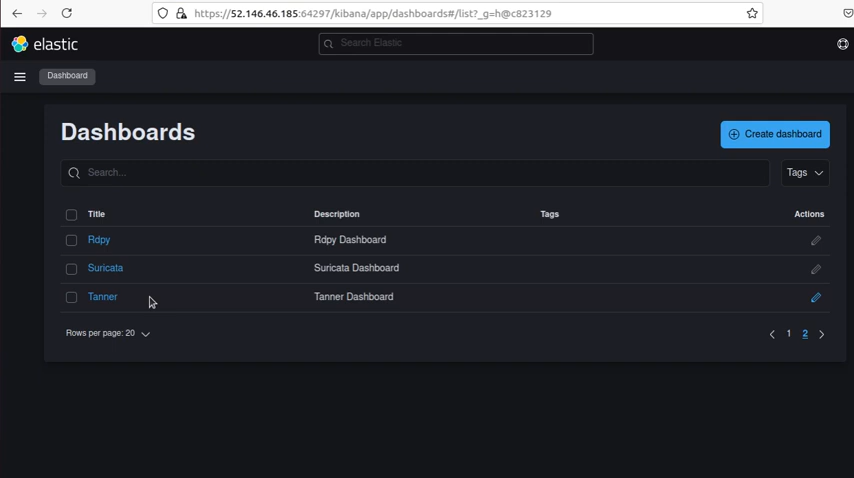 https://52.146.46.185:64297/kibana/app/dashboards#/list?_g=h@c823129
elastic
Search Elastic
Dashboard
Dashboards
Create dashboard
Search...
Tags
Title Description Tags Actions
Rdpy Rdpy Dashboard
Suricata Suricata Dashboard
Tanner Tanner Dashboard
Rows per page: 20
1 2